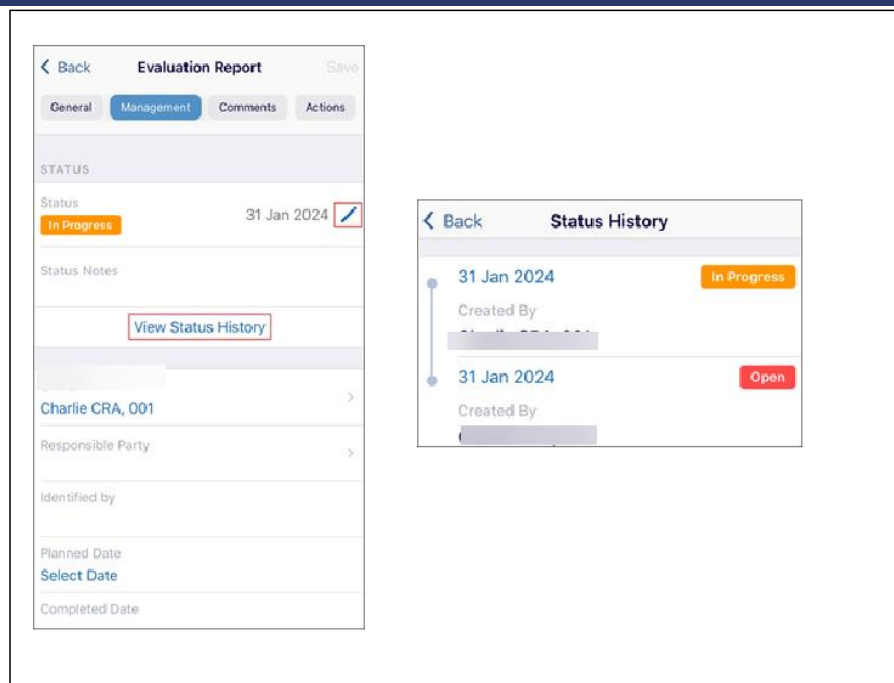 Back Evaluation Report Save
General Management Comments Actions
STATUS
Status
In Progress
31 Jan 2024
Status Notes
View Status History
Charlie CRA, 001
Responsible Party
Identified by
Planned Date
Select Date
Completed Date
Back Status History
31 Jan 2024 In Progress
Created By
31 Jan 2024 Open
Created By